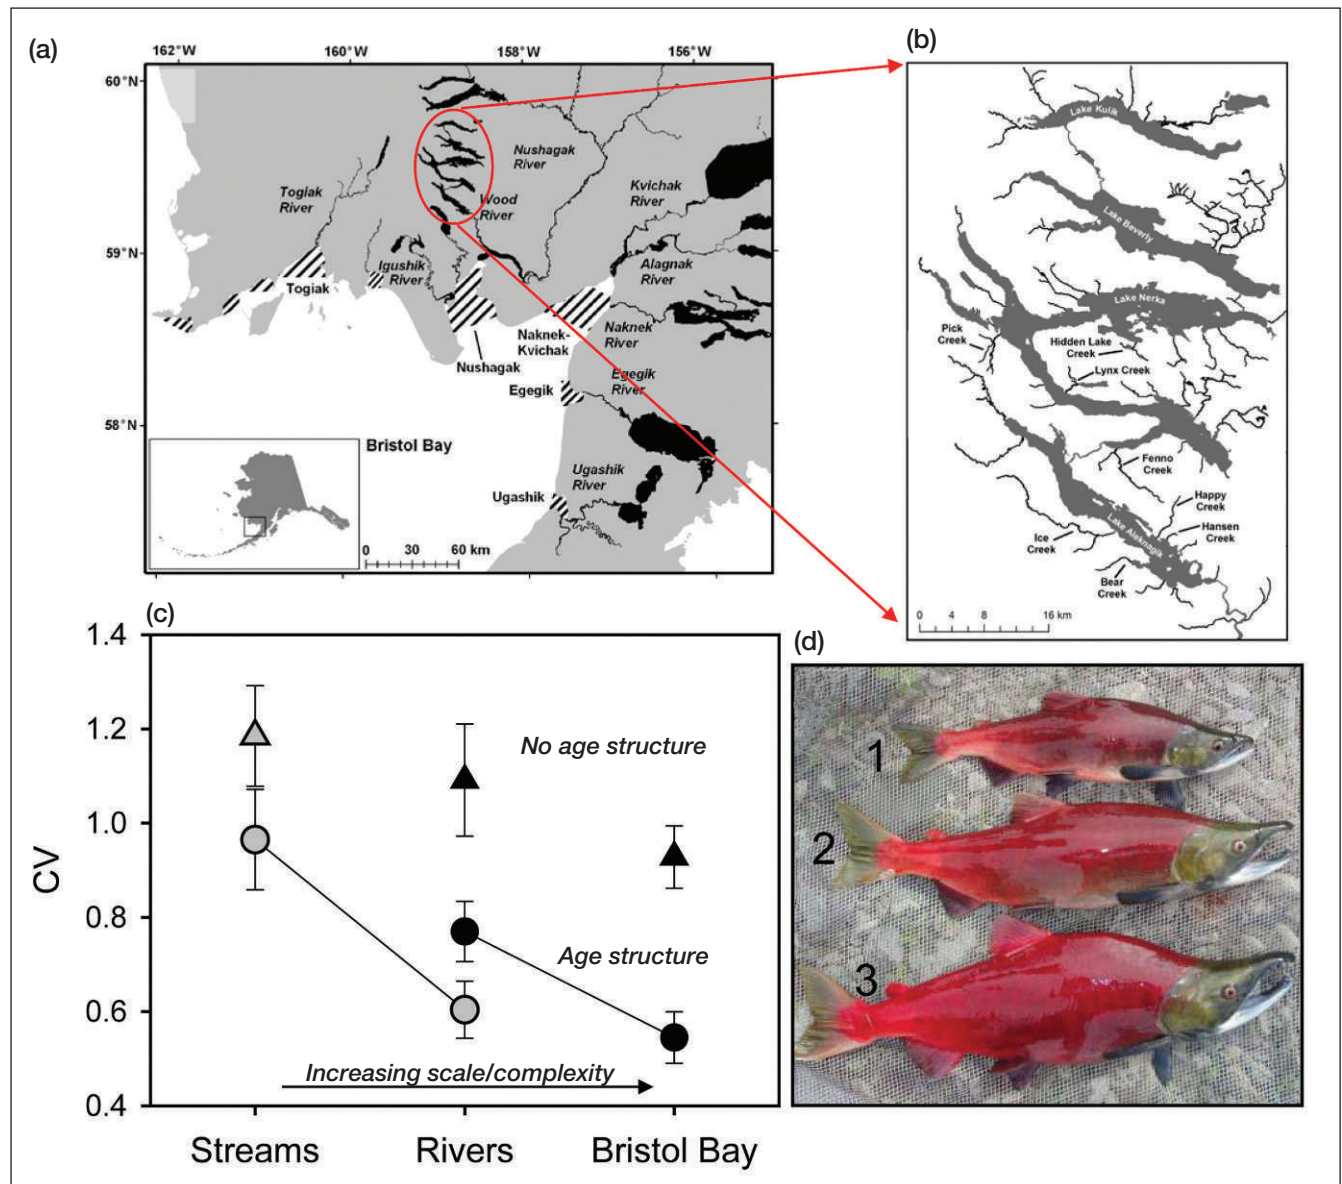 (a)
162°W 160°W 158°W 156°W
60°N
59°N
58°N
Togiak
River
Nushagak
River
Wood
River
Kvichak
River
Igushik
River
Alagnak
River
Togiak
Naknek
River
Naknek-
Kvichak
Nushagak
Egegik
River
Egegik
Bristol Bay
Ugashik
River
Ugashik
0 30 60 km
(b)
Lake Kulik
Lake Beverly
Lake Nerka
Pick
Creek
Hidden Lake
Creek
Lynx Creek
Fenno
Creek
Happy
Creek
Hansen
Creek
Lake Aleknagik
Ice
Creek
Bear
Creek
0 4 8 16 km
(c)
1.4
1.2
1.0
0.8
0.6
0.4
CV
No age structure
Age structure
Increasing scale/complexity
Streams Rivers Bristol Bay
(d)
1
2
3